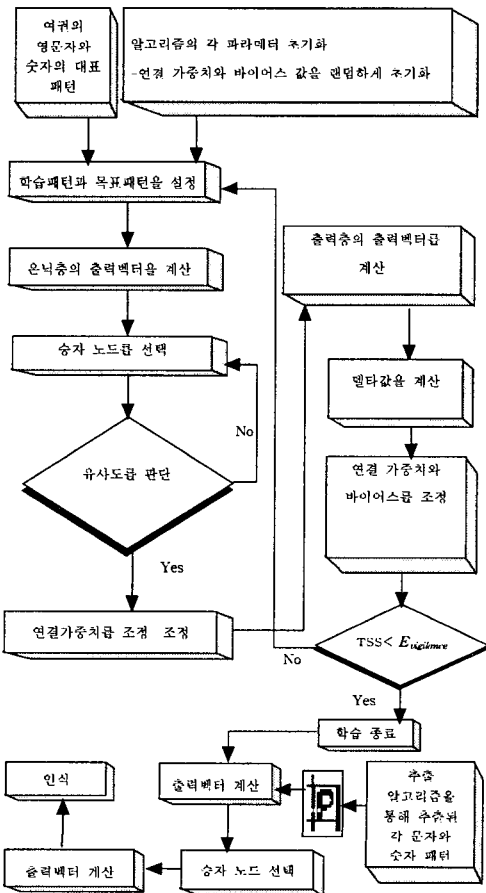 여권의
영문자와
숫자의 대표
패턴
알고리즘의 각 파라메터 초기화
-연결 가중치와 바이어스 값을 랜덤하게 초기화
학습패턴과 목표패턴을 설정
은닉층의 출력벡터을 계산
승자 노드를 선택
No
유사도를 판단
Yes
연결가중치를 조정 조정
출력층의 출력벡터를
계산
델타값을 계산
연결 가중치와
바이어스를 조정
TSS< E_vigilance
No
Yes
학습 종료
출력벡터 계산
P
추출
알고리즘을
통해 추출된
각 문자와
숫자 패턴
승자 노드 선택
출력벡터 계산
인식